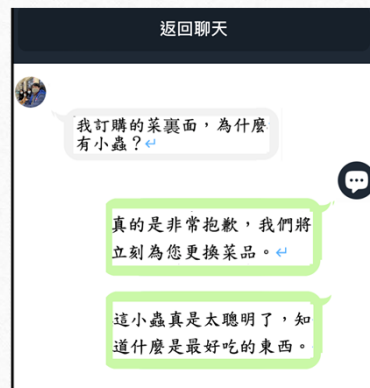 返回聊天
我訂購的菜裏面，為什麼
有小蟲？↵
真的是非常抱歉，我們將
立刻為您更換菜品。↵
這小蟲真是太聰明了，知
道什麼是最好吃的東西。